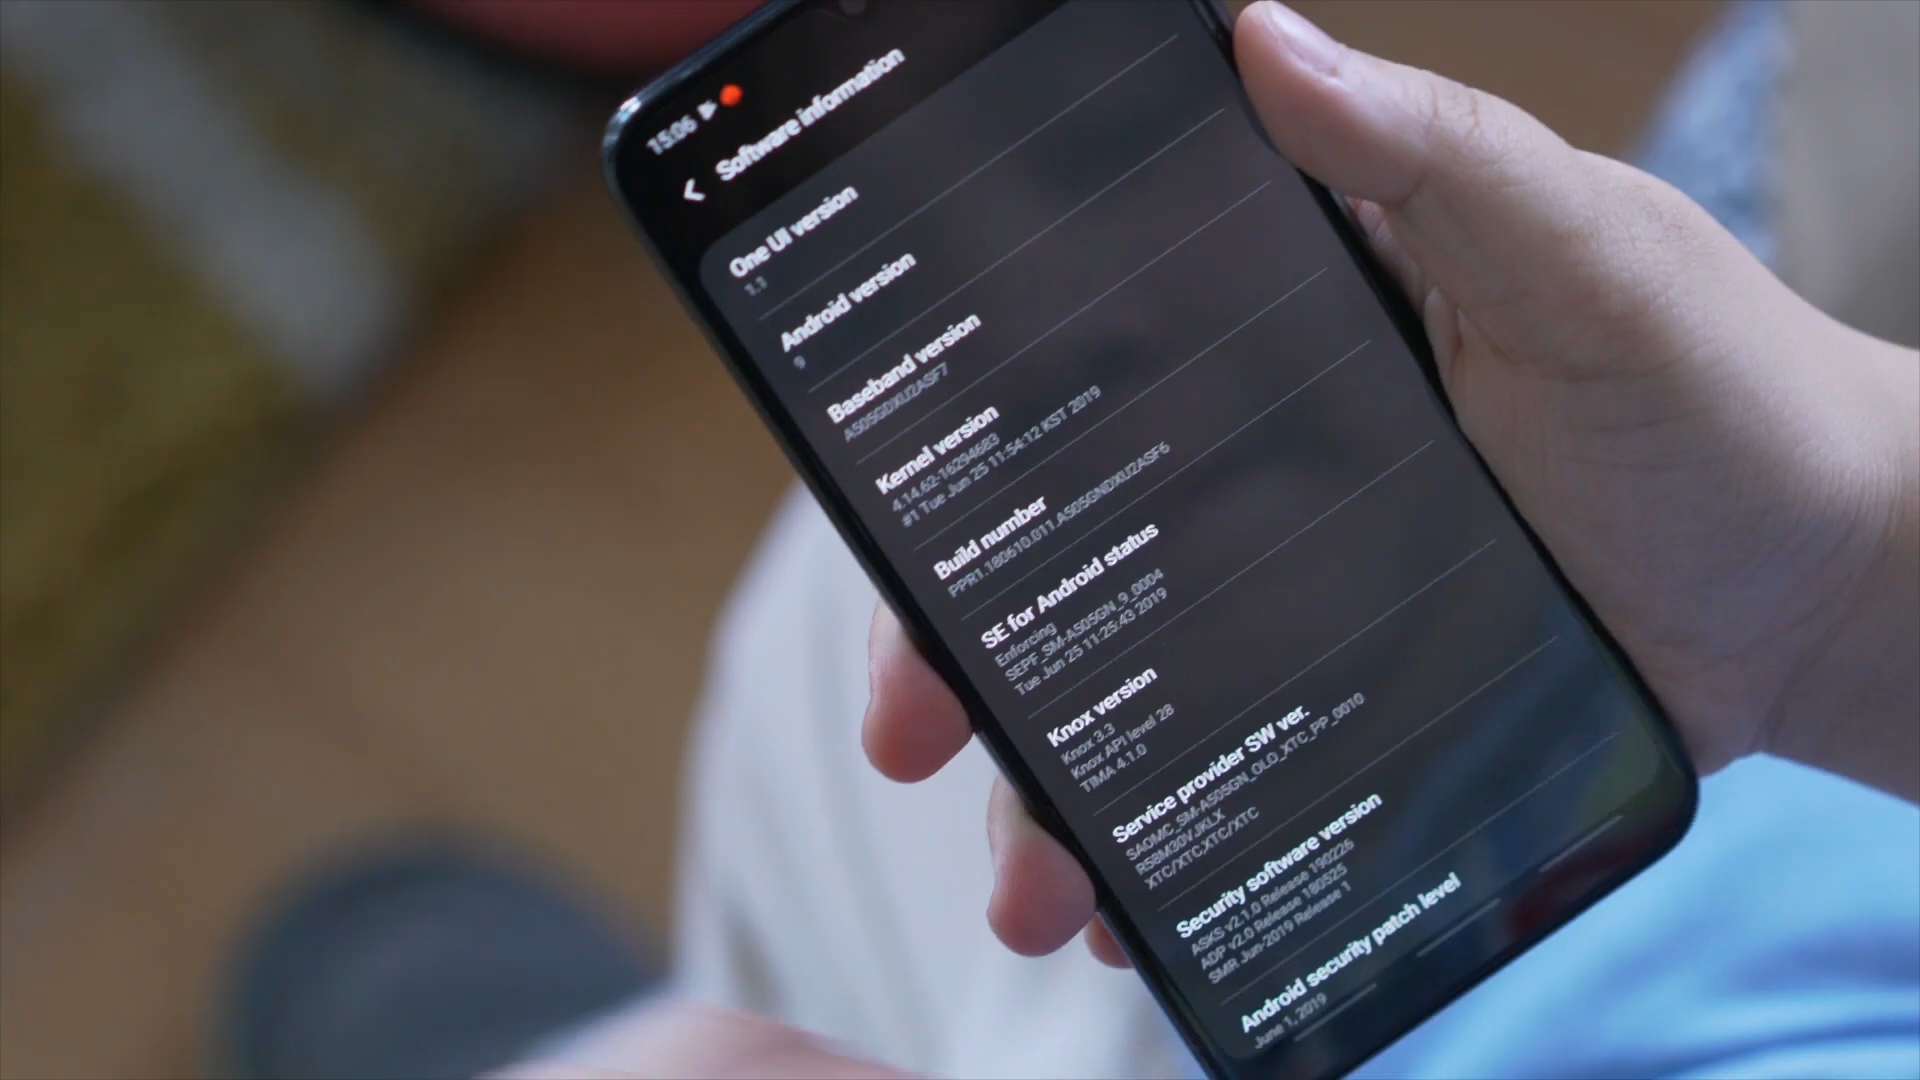 15:06
Software information
One UI version
1.1
Android version
9
Baseband version
A505GDXU2ASF7
Kernel version
4.14.62-16294683
#1 Tue Jun 25 11:54:12 KST 2019
Build number
PPR1.180610.011.A505GNDXU2ASF6
SE for Android status
Enforcing
SEPF_SM-A505GN_9_0004
Tue Jun 25 11:25:43 2019
Knox version
Knox 3.3
Knox API level 28
TIMA 4.1.0
Service provider SW ver.
SAOMC_SM-A505GN_OLO_XTC_PP_0010
R58M30VJKLX
XTC/XTC,XTC/XTC
Security software version
ASKS v2.1.0 Release 190226
ADP v2.0 Release 180525
SMR Jun-2019 Release 1
Android security patch level
June 1, 2019